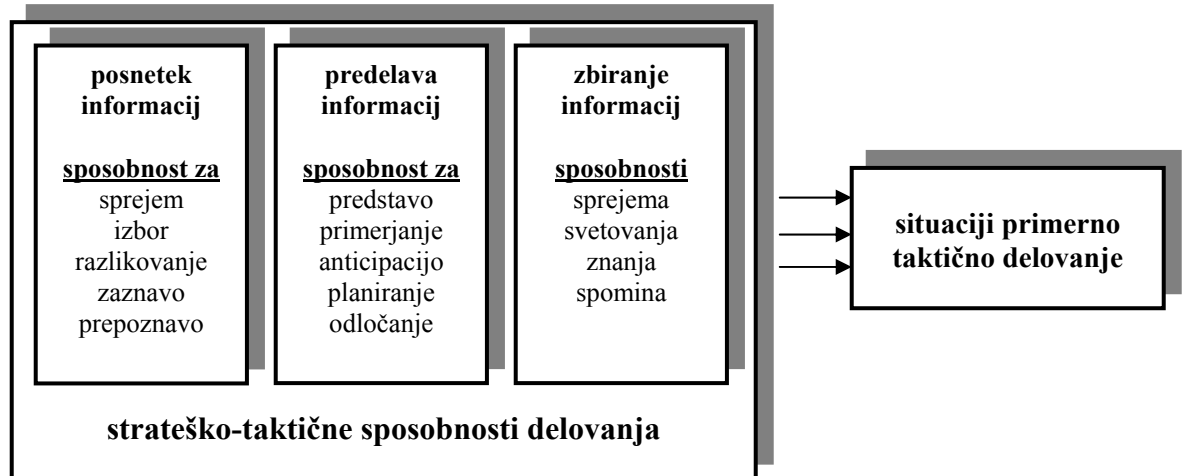 posnetek
informacij
sposobnost za
sprejem
izbor
razlikovanje
zaznavo
prepoznavo
predelava
informacij
sposobnost za
predstavo
primerjanje
anticipacijo
planiranje
odločanje
zbiranje
informacij
sposobnosti
sprejema
svetovanja
znanja
spomina
strateško-taktične sposobnosti delovanja
situaciji primerno
taktično delovanje